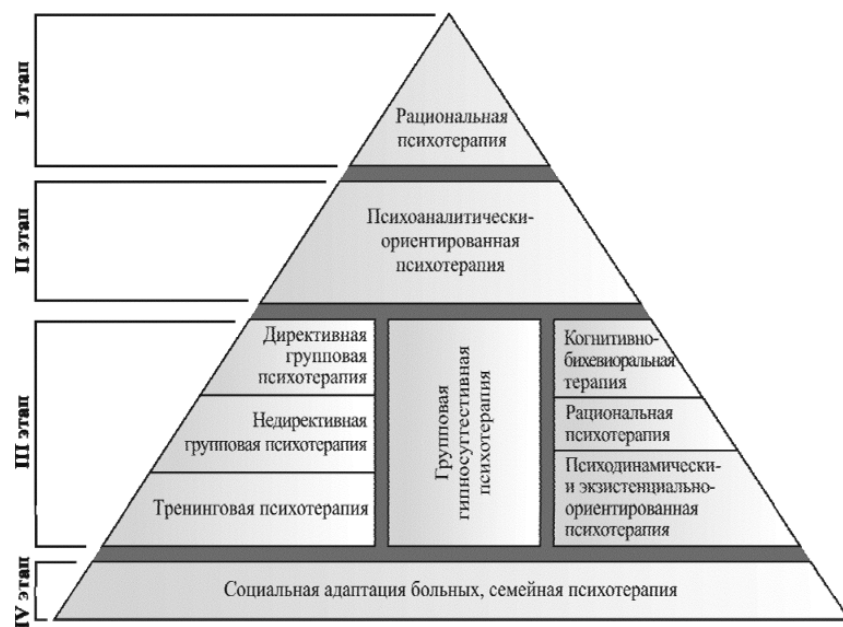 I этап
Рациональная
психотерапия
II этап
Психоаналитически-
ориентированная
психотерапия
III этап
Директивная
групповая
психотерапия
Недирективная
групповая психотерапия
Тренинговая психотерапия
Групповая
гипносуггестивная
психотерапия
Когнитивно-
бихевиоральная
терапия
Рациональная
психотерапия
Психодинамически-
и экзистенциально-
ориентированная
психотерапия
IV этап
Социальная адаптация больных, семейная психотерапия